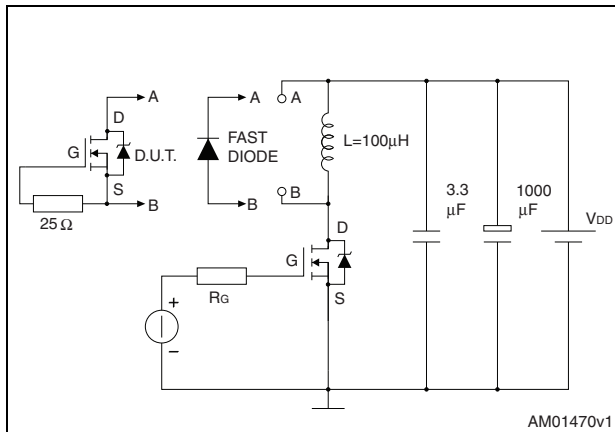 A
A
A
D
G
D.U.T.
FAST
DIODE
L=100µH
S
B
B
B
25 Ω
3.3
µF
1000
µF
VDD
D
G
S
RG
+
–
AM01470v1